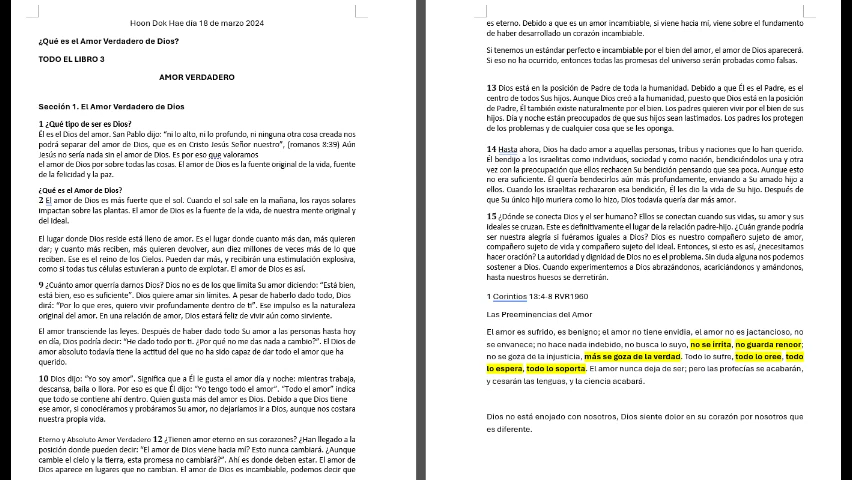 Hoon Dok Hae día 18 de marzo 2024
¿Qué es el Amor Verdadero de Dios?
TODO EL LIBRO 3
AMOR VERDADERO
Sección 1. El Amor Verdadero de Dios
1 ¿Qué tipo de ser es Dios?
Él es el Dios del amor. San Pablo dijo: “ni lo alto, ni lo profundo, ni ninguna otra cosa creada nos
podrá separar del amor de Dios, que es en Cristo Jesús Señor nuestro”, (romanos 8:39) Aún
Jesús no sería nada sin el amor de Dios. Es por eso que valoramos
el amor de Dios por sobre todas las cosas. El amor de Dios es la fuente original de la vida, fuente
de la felicidad y la paz.
¿Qué es el Amor de Dios?
2 El amor de Dios es más fuerte que el sol. Cuando el sol sale en la mañana, los rayos solares
impactan sobre las plantas. El amor de Dios es la fuente de la vida, de nuestra mente original y
del ideal.
El lugar donde Dios reside está lleno de amor. Es el lugar donde cuanto más dan, más quieren
dar; y cuanto más reciben, más quieren devolver, aun diez millones de veces más de lo que
reciben. Ese es el reino de los Cielos. Pueden dar más, y recibirán una estimulación explosiva,
como si todas tus células estuvieran a punto de explotar. El amor de Dios es así.
9 ¿Cuánto amor querría darnos Dios? Dios no es de los que limita Su amor diciendo: “Está bien,
está bien, eso es suficiente”. Dios quiere amar sin límites. A pesar de haberlo dado todo, Dios
dirá: “Por lo que eres, quiero vivir profundamente dentro de ti”. Ese impulso es la naturaleza
original del amor. En una relación de amor, Dios estará feliz de vivir aún como sirviente.
El amor transciende las leyes. Después de haber dado todo Su amor a las personas hasta hoy
en día, Dios podría decir: “He dado todo por ti. ¿Por qué no me das nada a cambio?”. El Dios de
amor absoluto todavía tiene la actitud del que no ha sido capaz de dar todo el amor que ha
querido.
10 Dios dijo: “Yo soy amor”. Significa que a Él le gusta el amor día y noche: mientras trabaja,
descansa, baila o llora. Por eso es que Él dijo: “Yo tengo todo el amor”. “Todo el amor” indica
que todo se contiene ahí dentro. Quien gusta más del amor es Dios. Debido a que Dios tiene
ese amor, si conociéramos y probáramos Su amor, no dejaríamos ir a Dios, aunque nos costara
nuestra propia vida.
Eterno y Absoluto Amor Verdadero 12 ¿Tienen amor eterno en sus corazones? ¿Han llegado a la
posición donde pueden decir: “El amor de Dios viene hacia mí? Esto nunca cambiará. ¿Aunque
cambie el cielo y la tierra, esta promesa no cambiará?”. Ahí es donde deben estar. El amor de
Dios aparece en lugares que no cambian. El amor de Dios es incambiable, podemos decir que
es eterno. Debido a que es un amor incambiable, si viene hacia mí, viene sobre el fundamento
de haber desarrollado un corazón incambiable.
Si tenemos un estándar perfecto e incambiable por el bien del amor, el amor de Dios aparecerá.
Si eso no ha ocurrido, entonces todas las promesas del universo serán probadas como falsas.
13 Dios está en la posición de Padre de toda la humanidad. Debido a que Él es el Padre, es el
centro de todos Sus hijos. Aunque Dios creó a la humanidad, puesto que Dios está en la posición
de Padre, Él también existe naturalmente por el bien. Los padres quieren vivir por el bien de sus
hijos. Día y noche están preocupados de que sus hijos sean lastimados. Los padres los protegen
de los problemas y de cualquier cosa que se les oponga.
14 Hasta ahora, Dios ha dado amor a aquellas personas, tribus y naciones que lo han querido.
Él bendijo a los israelitas como individuos, sociedad y como nación, bendiciéndolos una y otra
vez con la preocupación que ellos rechacen Su bendición pensando que sea poca. Aunque esto
no era suficiente. Él quería bendecirlos aún más profundamente, enviando a Su amado hijo a
ellos. Cuando los israelitas rechazaron esa bendición, Él les dio la vida de Su hijo. Después de
que Su único hijo muriera como lo hizo, Dios todavía quería dar más amor.
15 ¿Dónde se conecta Dios y el ser humano? Ellos se conectan cuando sus vidas, su amor y sus
ideales se cruzan. Este es definitivamente el lugar de la relación padre-hijo. ¿Cuán grande podría
ser nuestra alegría si fuéramos iguales a Dios? Dios es nuestro compañero sujeto de amor,
compañero sujeto de vida y compañero sujeto del ideal. Entonces, si esto es así, ¿necesitamos
hacer oración? La autoridad y dignidad de Dios no es el problema. Sin duda alguna nos podemos
sostener a Dios. Cuando experimentemos a Dios abrazándonos, acariciándonos y amándonos,
hasta nuestros huesos se derretirán.
1 Corintios 13:4-8 RVR1960
Las Preeminencias del Amor
El amor es sufrido, es benigno; el amor no tiene envidia, el amor no es jactancioso, no
se envanece; no hace nada indebido, no busca lo suyo, no se irrita, no guarda rencor;
no se goza de la injusticia, más se goza de la verdad. Todo lo sufre, todo lo cree, todo
lo espera, todo lo soporta. El amor nunca deja de ser; pero las profecías se acabarán,
y cesarán las lenguas, y la ciencia acabará.
Dios no está enojado con nosotros, Dios siente dolor en su corazón por nosotros que
es diferente.